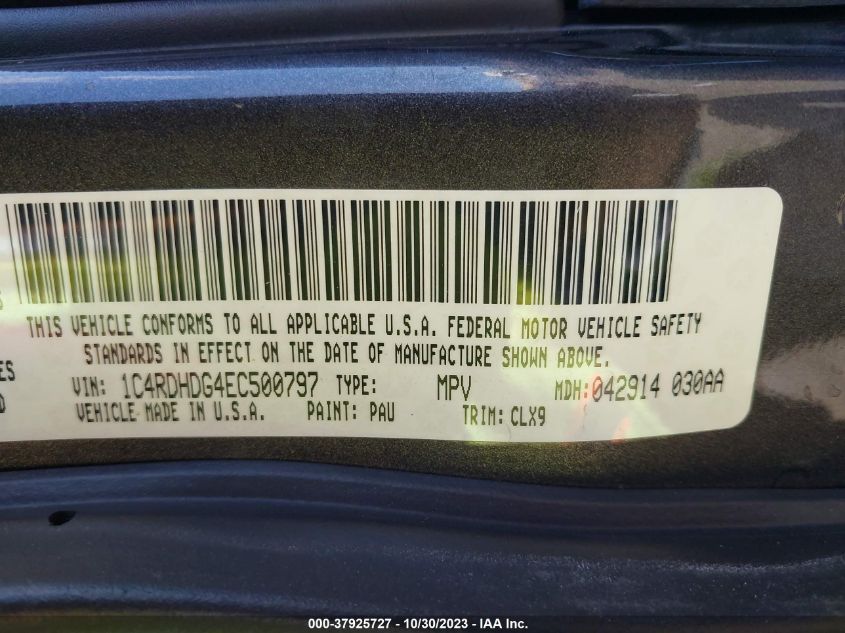 S
THIS VEHICLE CONFORMS TO ALL APPLICABLE U.S.A. FEDERAL MOTOR VEHICLE SAFETY
STANDARDS IN EFFECT ON THE DATE OF MANUFACTURE SHOWN ABOVE.
ES
VIN: 1C4RDHDG4EC500797 TYPE: MPV MDH: 042914 030AA
D
VEHICLE MADE IN U.S.A. PAINT: PAU TRIM: CLX9
000-37925727 - 10/30/2023 - IAA Inc.